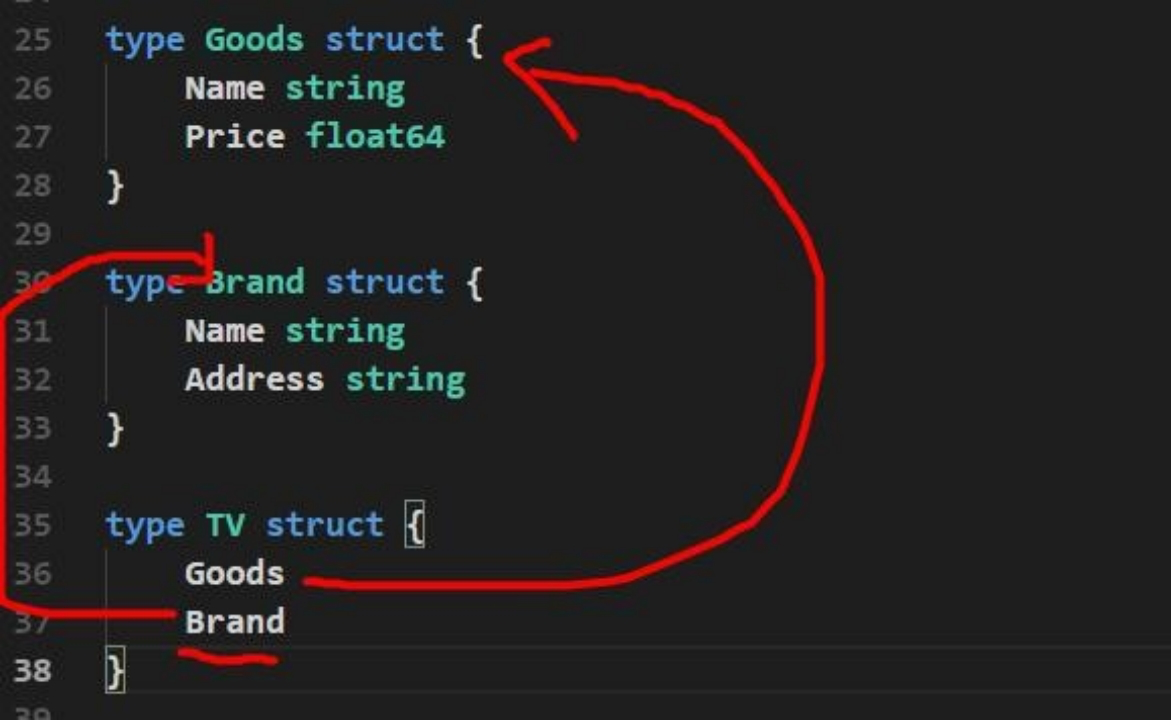 25 type Goods struct {
26 Name string
27 Price float64
28 }
29
30 type Brand struct {
31 Name string
32 Address string
33 }
34
35 type TV struct {
36 Goods
37 Brand
38 }
39